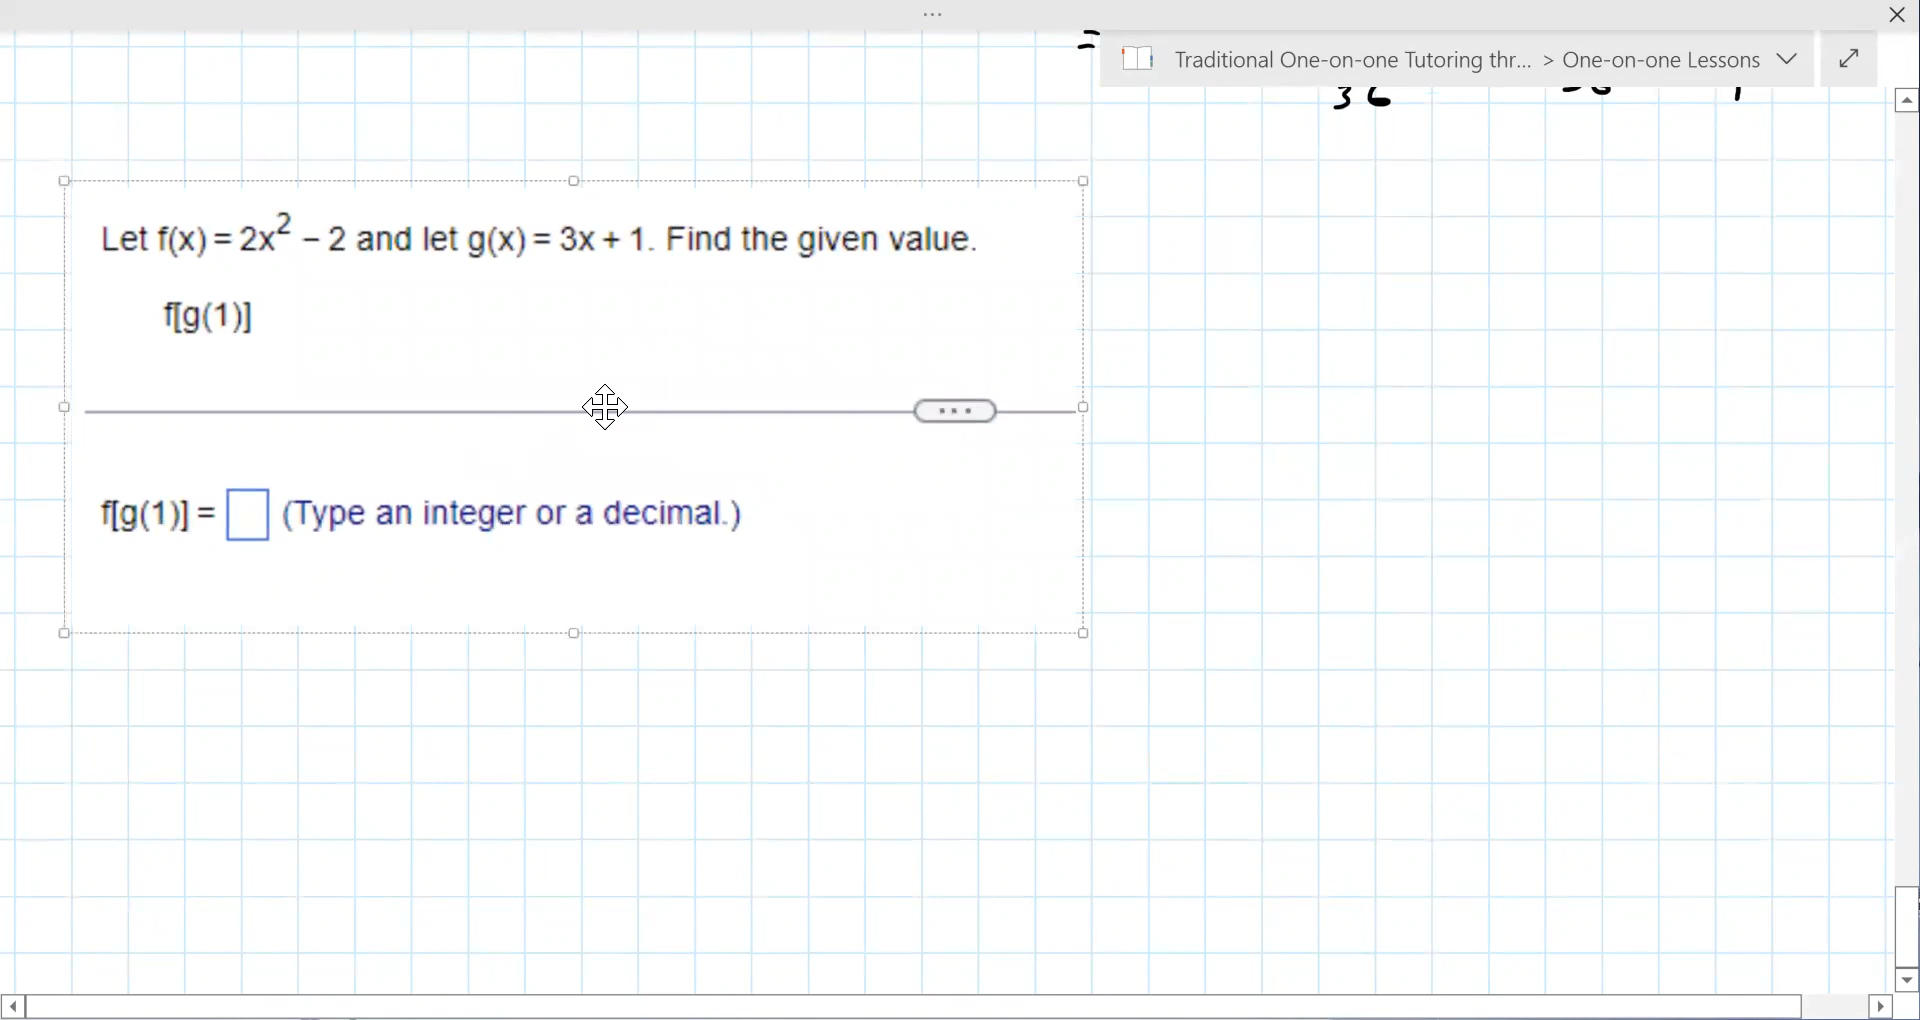 ...
=
Traditional One-on-one Tutoring thr... > One-on-one Lessons
36
Let f(x) = 2x² − 2 and let g(x) = 3x + 1. Find the given value.
f[g(1)]
...
f[g(1)] = (Type an integer or a decimal.)